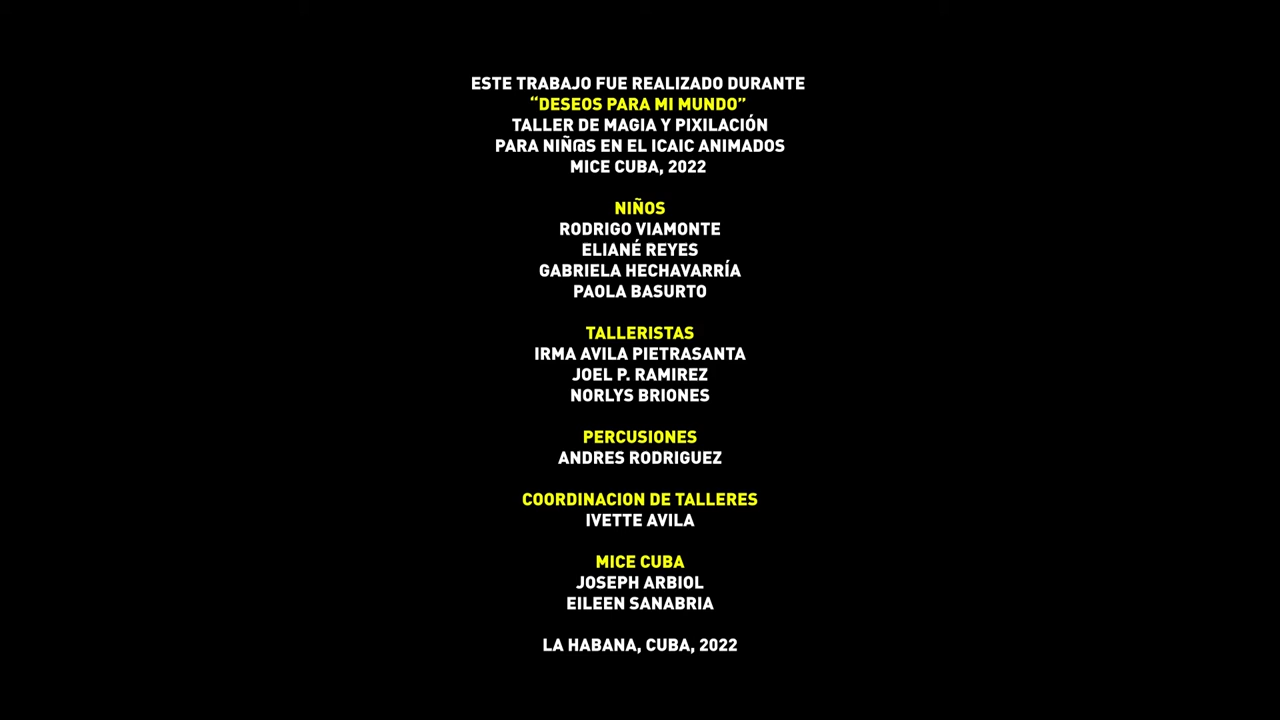 ESTE TRABAJO FUE REALIZADO DURANTE
“DESEOS PARA MI MUNDO”
TALLER DE MAGIA Y PIXILACIÓN
PARA NIÑ@S EN EL ICAIC ANIMADOS
MICE CUBA, 2022
NIÑOS
RODRIGO VIAMONTE
ELIANÉ REYES
GABRIELA HECHAVARRÍA
PAOLA BASURTO
TALLERISTAS
IRMA AVILA PIETRASANTA
JOEL P. RAMIREZ
NORLYS BRIONES
PERCUSIONES
ANDRES RODRIGUEZ
COORDINACION DE TALLERES
IVETTE AVILA
MICE CUBA
JOSEPH ARBIOL
EILEEN SANABRIA
LA HABANA, CUBA, 2022